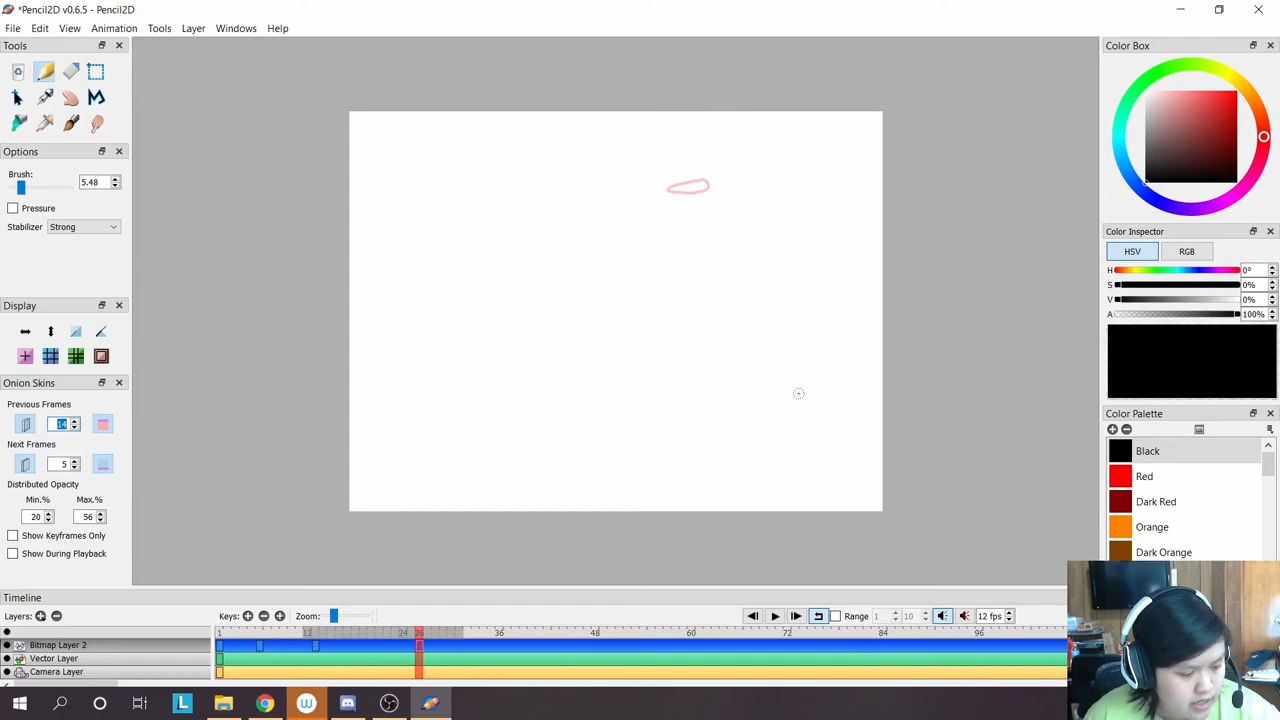 *Pencil2D v0.6.5 - Pencil2D
File Edit View Animation Tools Layer Windows Help
Tools
Options
Brush:
5.48
Pressure
Stabilizer Strong
Display
Onion Skins
Previous Frames
14
Next Frames
5
Distributed Opacity
Min.% Max.%
20 56
Show Keyframes Only
Show During Playback
Color Box
Color Inspector
HSV RGB
H 0°
S 0%
V 0%
A 100%
Color Palette
Black
Red
Dark Red
Orange
Dark Orange
Timeline
Layers: Keys: Zoom: Range 1 10 12 fps
1 12 24 26 36 48 60 72 84 96
Bitmap Layer 2
Vector Layer
Camera Layer